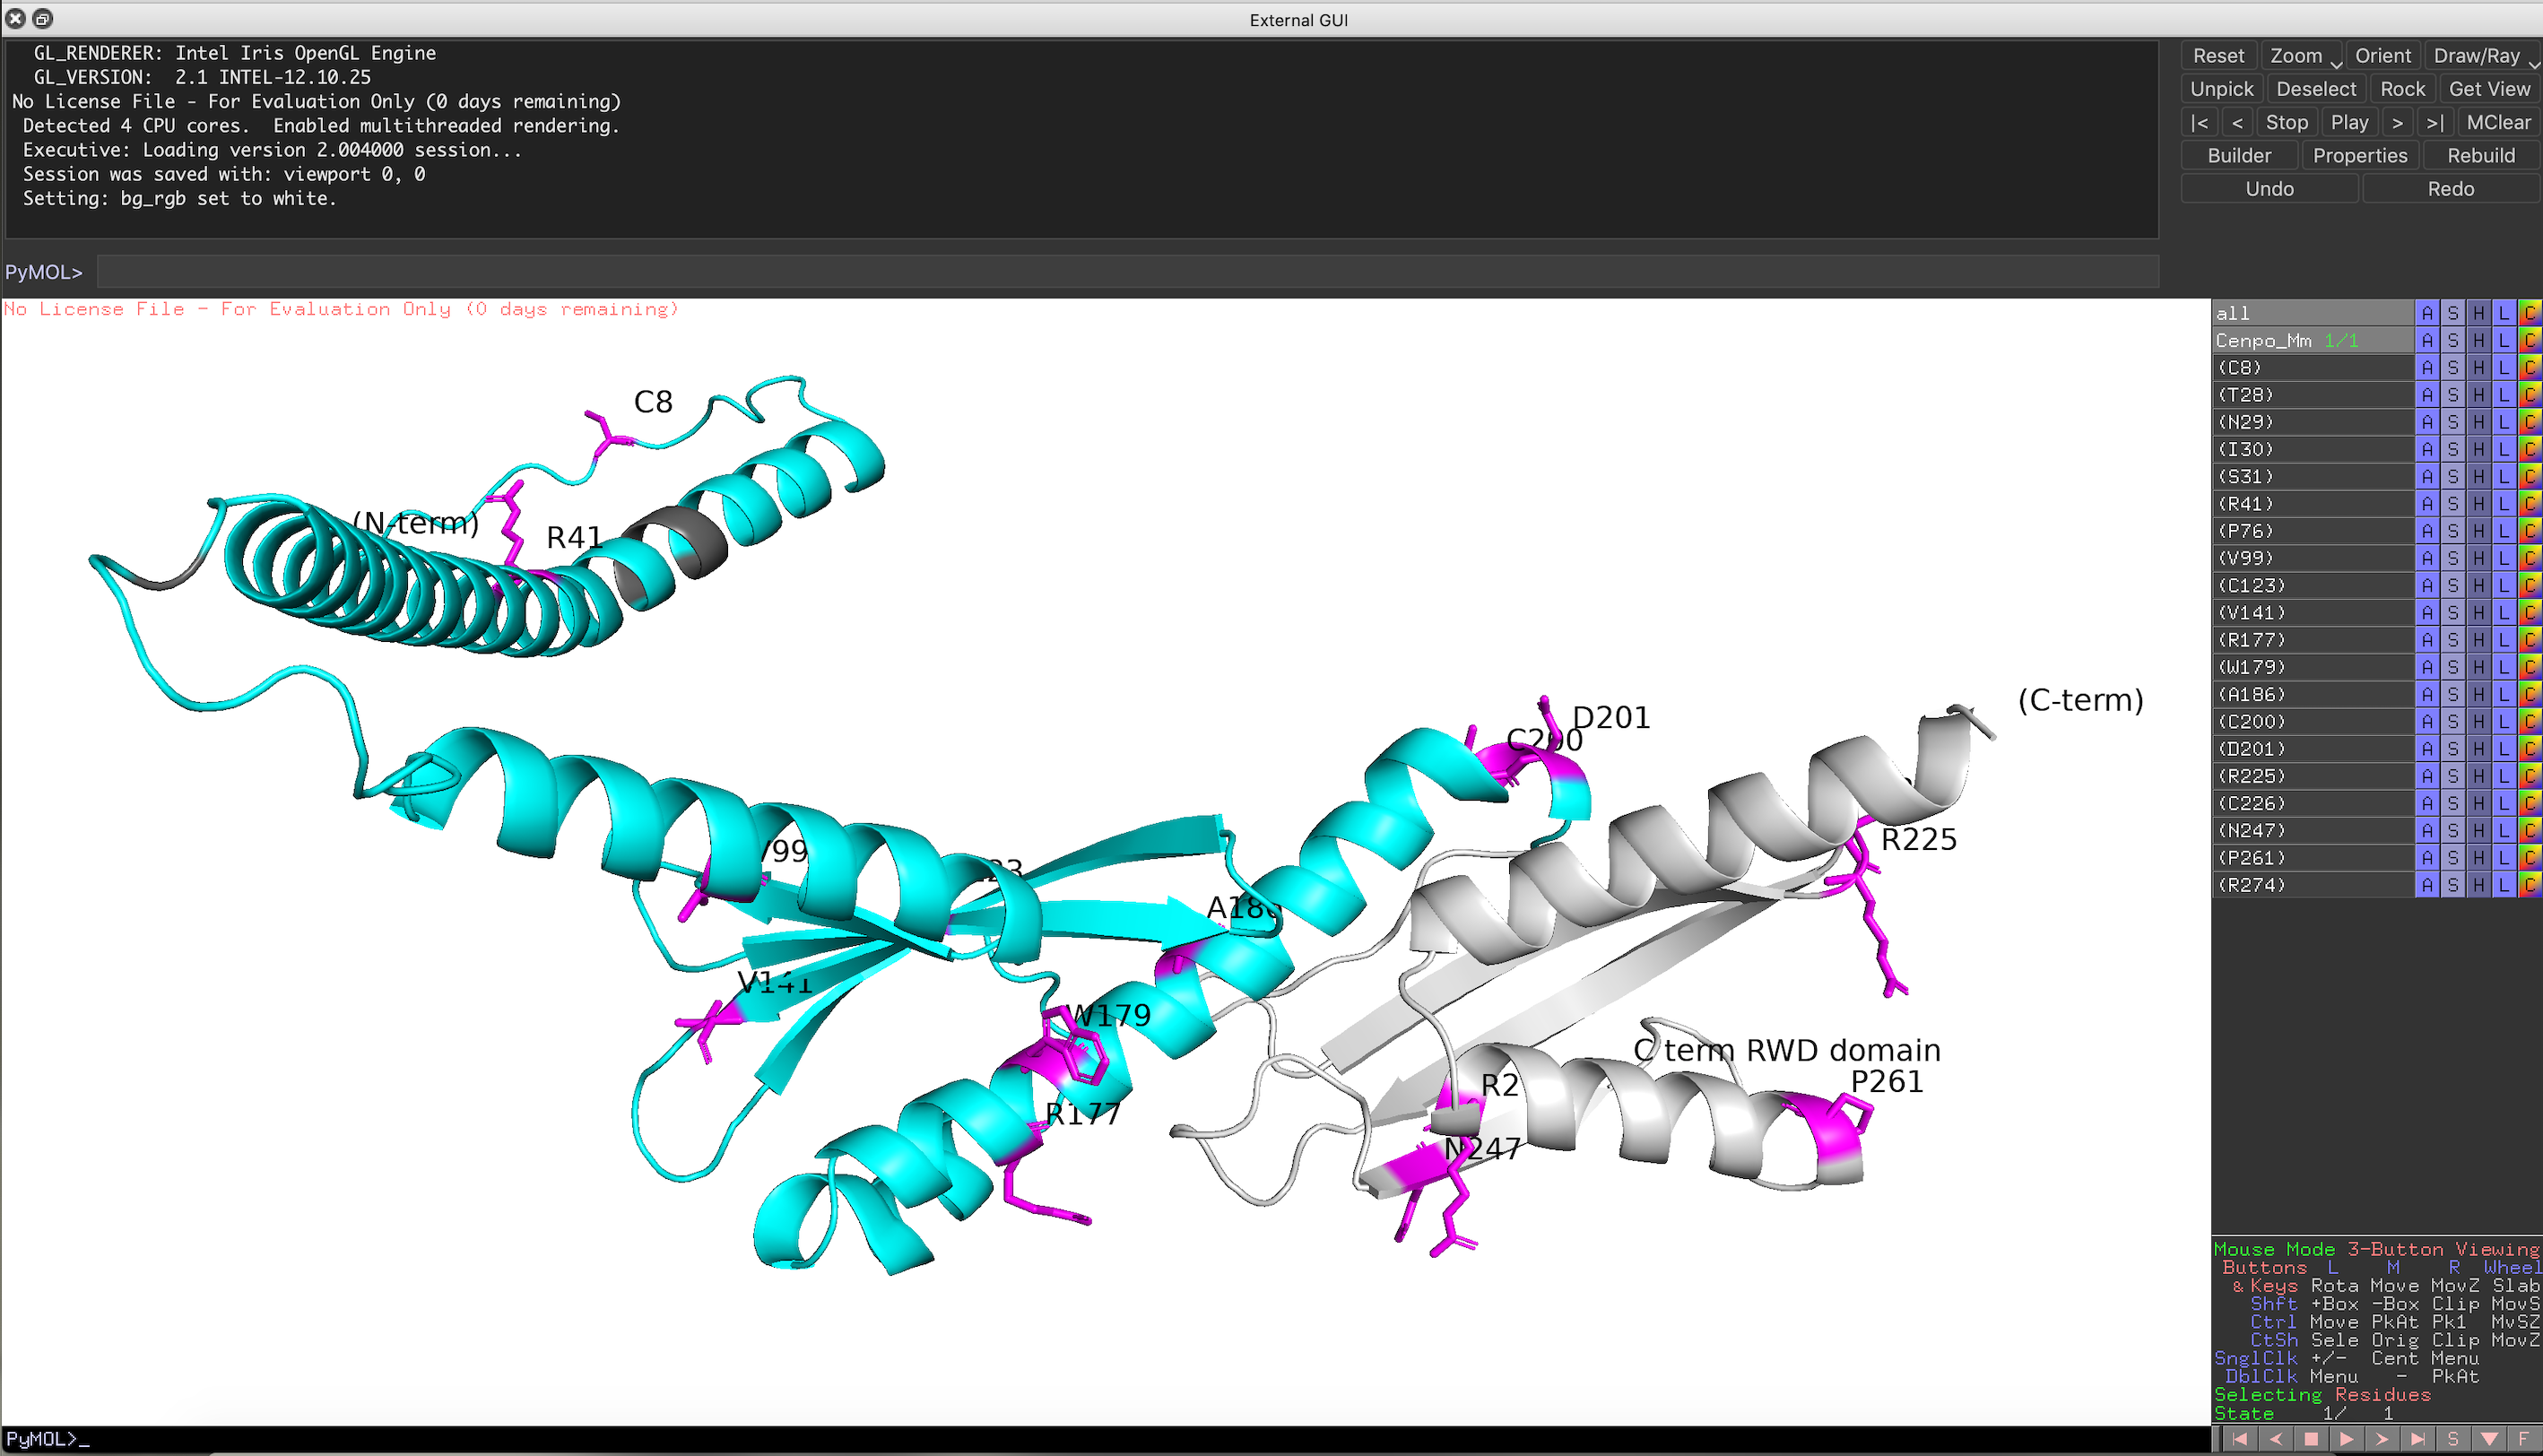 External GUI
GL_RENDERER: Intel Iris OpenGL Engine
GL_VERSION: 2.1 INTEL-12.10.25
No License File - For Evaluation Only (0 days remaining)
Detected 4 CPU cores. Enabled multithreaded rendering.
Executive: Loading version 2.004000 session...
Session was saved with: viewport 0, 0
Setting: bg_rgb set to white.
PyMOL>
Reset Zoom Orient Draw/Ray
Unpick Deselect Rock Get View
|< < Stop Play > >| MClear
Builder Properties Rebuild
Undo Redo
No License File - For Evaluation Only (0 days remaining)
C8
(N-term)
R41
D201
C200
(C-term)
V99
R225
A186
V141
W179
C term RWD domain
P261
R2
R177
N247
all A S H L C
Cenpo_Mm 1/1 A S H L C
(C8) A S H L C
(T28) A S H L C
(N29) A S H L C
(I30) A S H L C
(S31) A S H L C
(R41) A S H L C
(P76) A S H L C
(V99) A S H L C
(C123) A S H L C
(V141) A S H L C
(R177) A S H L C
(W179) A S H L C
(A186) A S H L C
(C200) A S H L C
(D201) A S H L C
(R225) A S H L C
(C226) A S H L C
(N247) A S H L C
(P261) A S H L C
(R274) A S H L C
Mouse Mode 3-Button Viewing
Buttons L M R Wheel
& Keys Rota Move MovZ Slab
Shft +Box -Box Clip MovS
Ctrl Move PkAt Pk1 MvSZ
CtSh Sele Orig Clip MovZ
SnglClk +/- Cent Menu
DblClk Menu - PkAt
Selecting Residues
State 1/ 1
PyMOL>_
S F